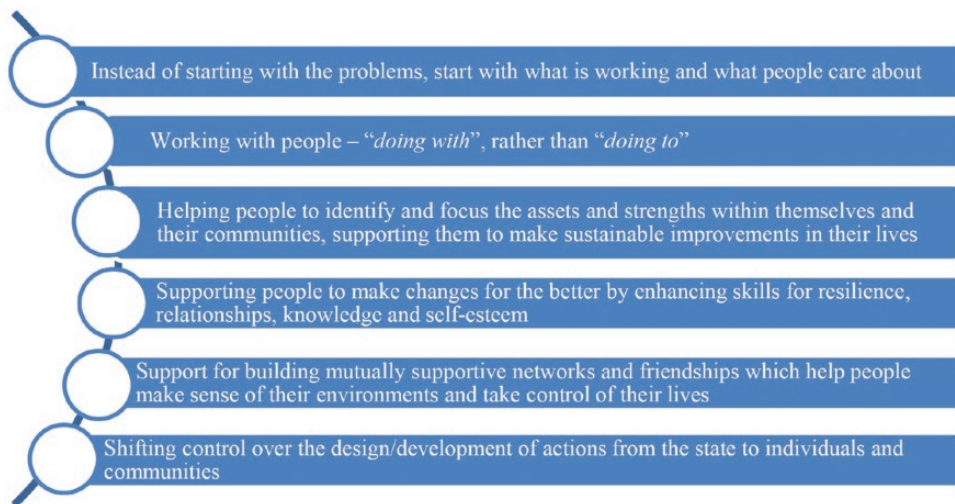 Instead of starting with the problems, start with what is working and what people care about
Working with people – “doing with”, rather than “doing to”
Helping people to identify and focus the assets and strengths within themselves and
their communities, supporting them to make sustainable improvements in their lives
Supporting people to make changes for the better by enhancing skills for resilience,
relationships, knowledge and self-esteem
Support for building mutually supportive networks and friendships which help people
make sense of their environments and take control of their lives
Shifting control over the design/development of actions from the state to individuals and
communities